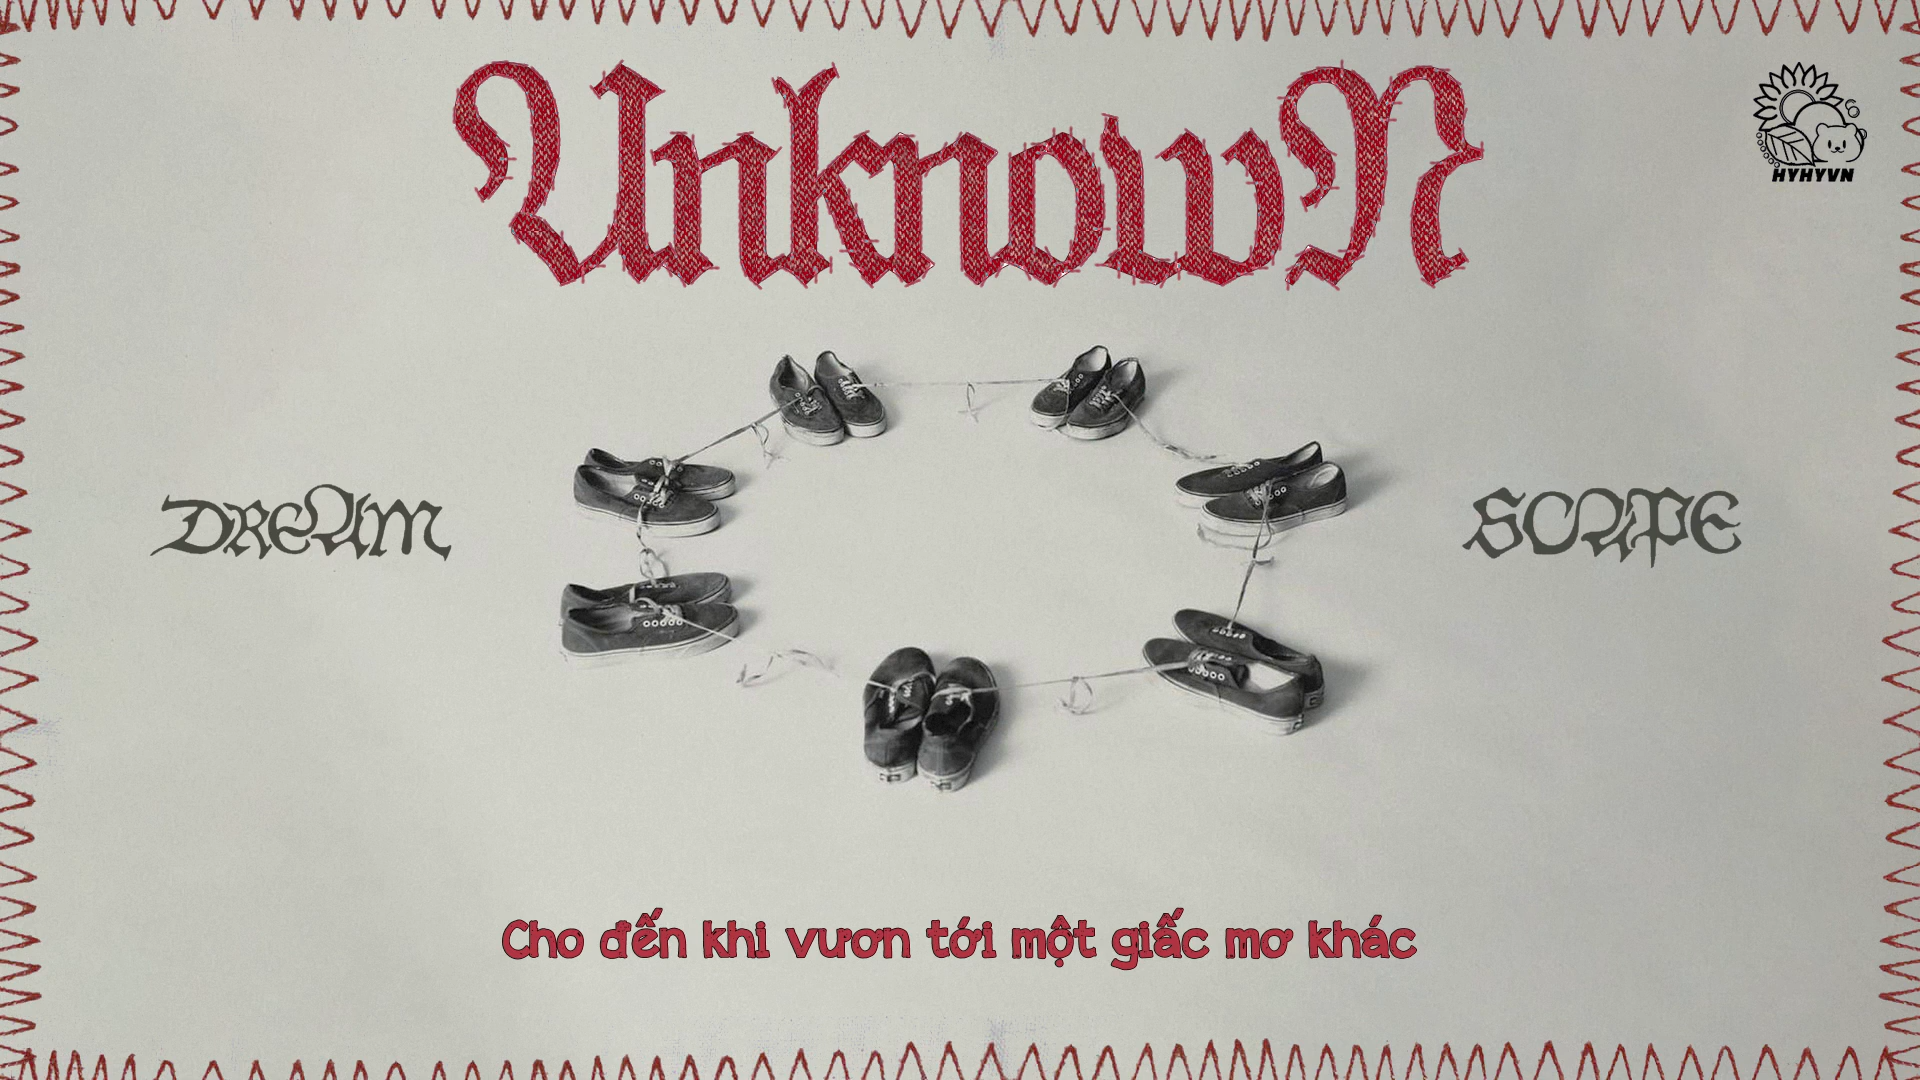 UnknowN
HYHYVN
DREAM
SCAPE
Cho đến khi vươn tới một giấc mơ khác